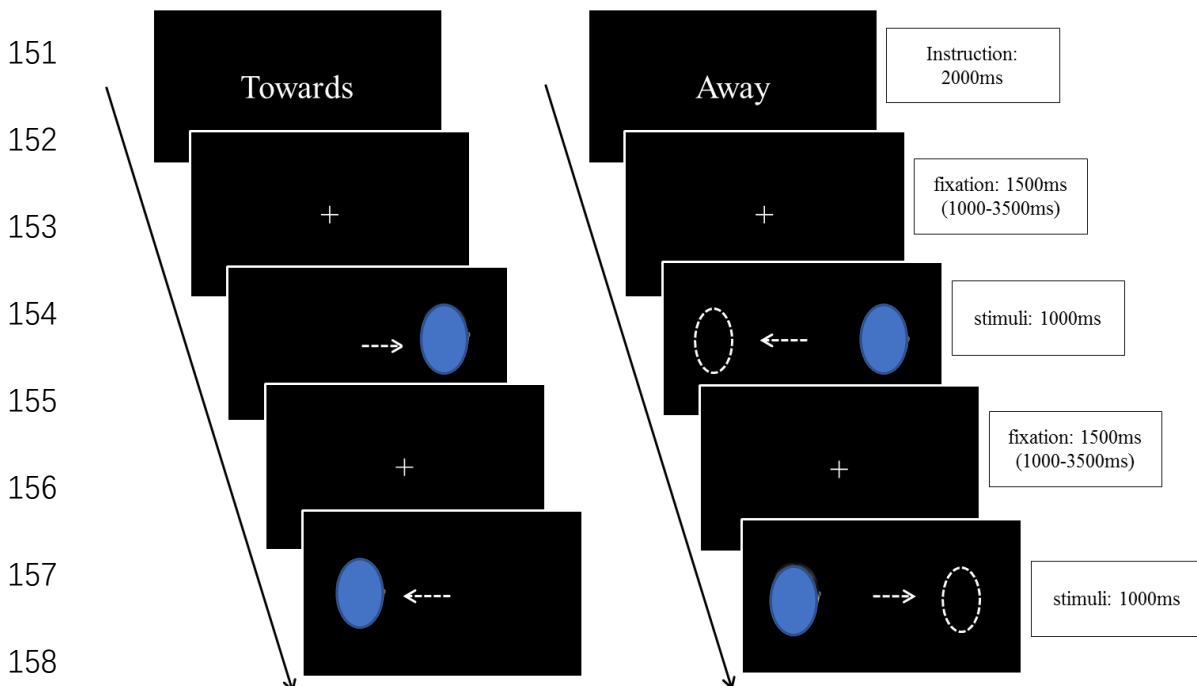 151
Towards
Away
Instruction:
2000ms
152
fixation: 1500ms
(1000-3500ms)
153
154
stimuli: 1000ms
155
fixation: 1500ms
(1000-3500ms)
156
157
stimuli: 1000ms
158